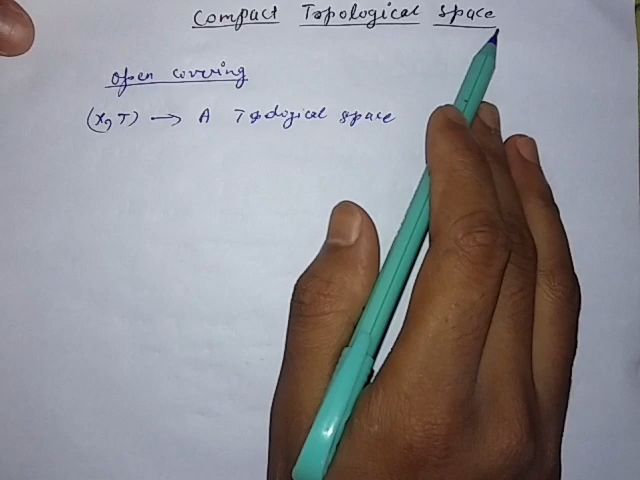 Compact Topological Space
open covering
(X, T) → A Topological space